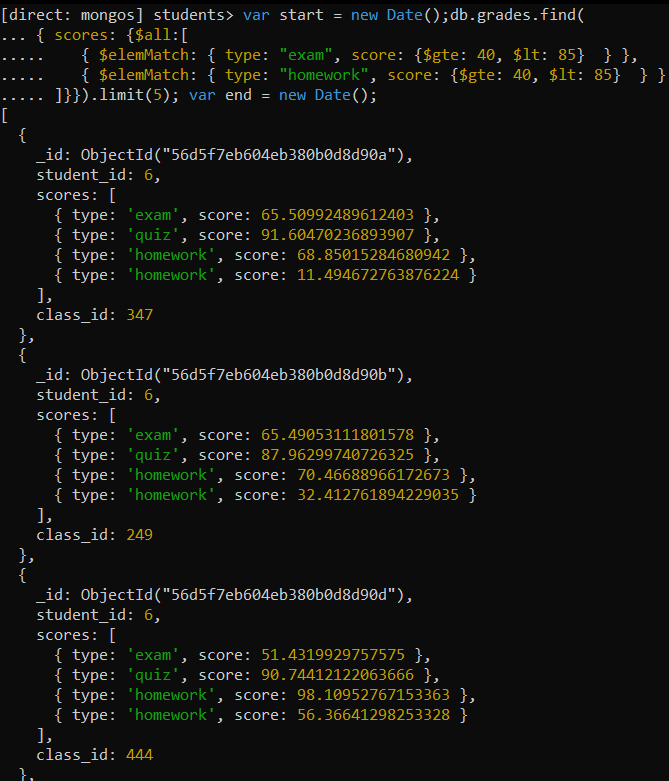 [direct: mongos] students> var start = new Date();db.grades.find(
... { scores: {$all:[
.....    { $elemMatch: { type: "exam", score: {$gte: 40, $lt: 85}  } },
.....    { $elemMatch: { type: "homework", score: {$gte: 40, $lt: 85}  } }
..... ]}}).limit(5); var end = new Date();
[
  {
    _id: ObjectId("56d5f7eb604eb380b0d8d90a"),
    student_id: 6,
    scores: [
      { type: 'exam', score: 65.50992489612403 },
      { type: 'quiz', score: 91.60470236893907 },
      { type: 'homework', score: 68.85015284680942 },
      { type: 'homework', score: 11.494672763876224 }
    ],
    class_id: 347
  },
  {
    _id: ObjectId("56d5f7eb604eb380b0d8d90b"),
    student_id: 6,
    scores: [
      { type: 'exam', score: 65.49053111801578 },
      { type: 'quiz', score: 87.96299740726325 },
      { type: 'homework', score: 70.46688966172673 },
      { type: 'homework', score: 32.412761894229035 }
    ],
    class_id: 249
  },
  {
    _id: ObjectId("56d5f7eb604eb380b0d8d90d"),
    student_id: 6,
    scores: [
      { type: 'exam', score: 51.4319929757575 },
      { type: 'quiz', score: 90.74412122063666 },
      { type: 'homework', score: 98.10952767153363 },
      { type: 'homework', score: 56.36641298253328 }
    ],
    class_id: 444
  },